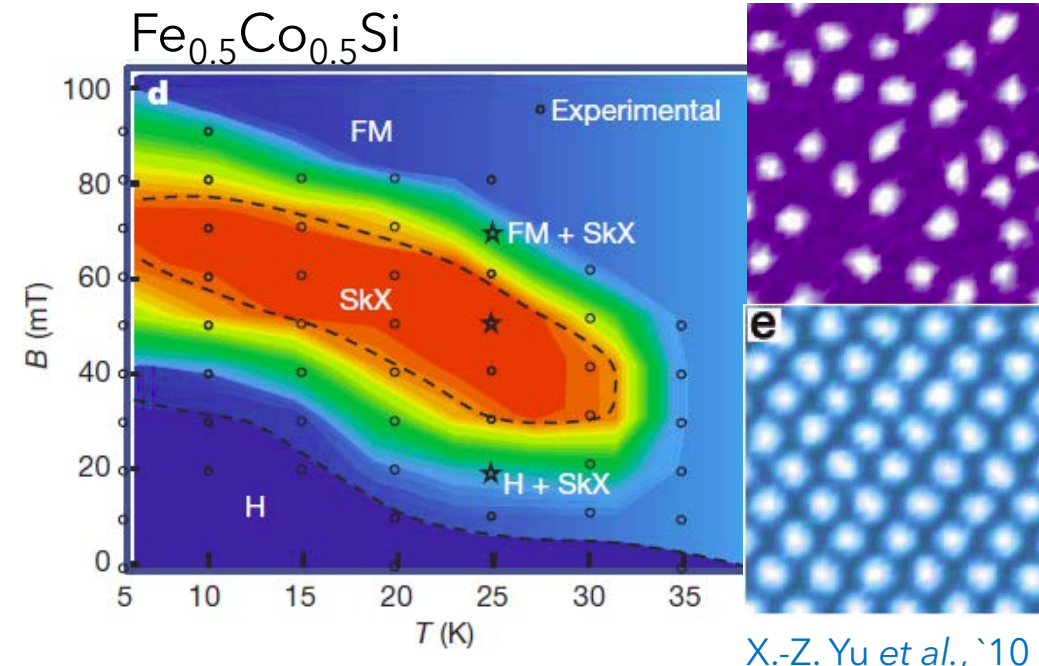 Fe0.5Co0.5Si
d
Experimental
FM
FM + SkX
SkX
H + SkX
H
B (mT)
100
80
60
40
20
0
5 10 15 20 25 30 35
T (K)
e
X.-Z. Yu et al., `10